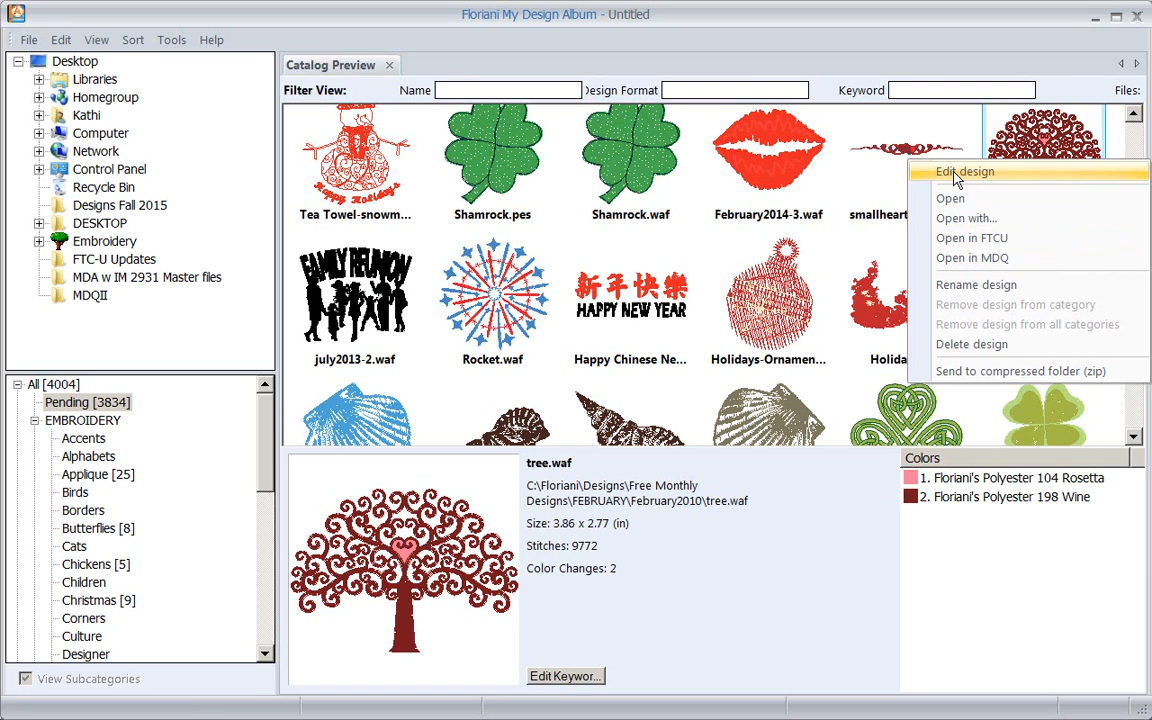 Floriani My Design Album - Untitled
File Edit View Sort Tools Help
Desktop
Libraries
Homegroup
Kathi
Computer
Network
Control Panel
Recycle Bin
Designs Fall 2015
DESKTOP
Embroidery
FTC-U Updates
MDA w IM 2931 Master files
MDQII
All [4004]
Pending [3834]
EMBROIDERY
Accents
Alphabets
Applique [25]
Birds
Borders
Butterflies [8]
Cats
Chickens [5]
Children
Christmas [9]
Corners
Culture
Designer
View Subcategories
Catalog Preview
Filter View: Name Design Format Keyword Files:
Happy Holidays
Tea Towel-snowm... Shamrock.pes Shamrock.waf February2014-3.waf smallheart
FAMILY REUNION
新年快樂
HAPPY NEW YEAR
july2013-2.waf Rocket.waf Happy Chinese Ne... Holidays-Ornamen... Holida
Edit design
Open
Open with...
Open in FTCU
Open in MDQ
Rename design
Remove design from category
Remove design from all categories
Delete design
Send to compressed folder (zip)
tree.waf
C:\Floriani\Designs\Free Monthly
Designs\FEBRUARY\February2010\tree.waf
Size: 3.86 x 2.77 (in)
Stitches: 9772
Color Changes: 2
Edit Keywor...
Colors
1. Floriani's Polyester 104 Rosetta
2. Floriani's Polyester 198 Wine